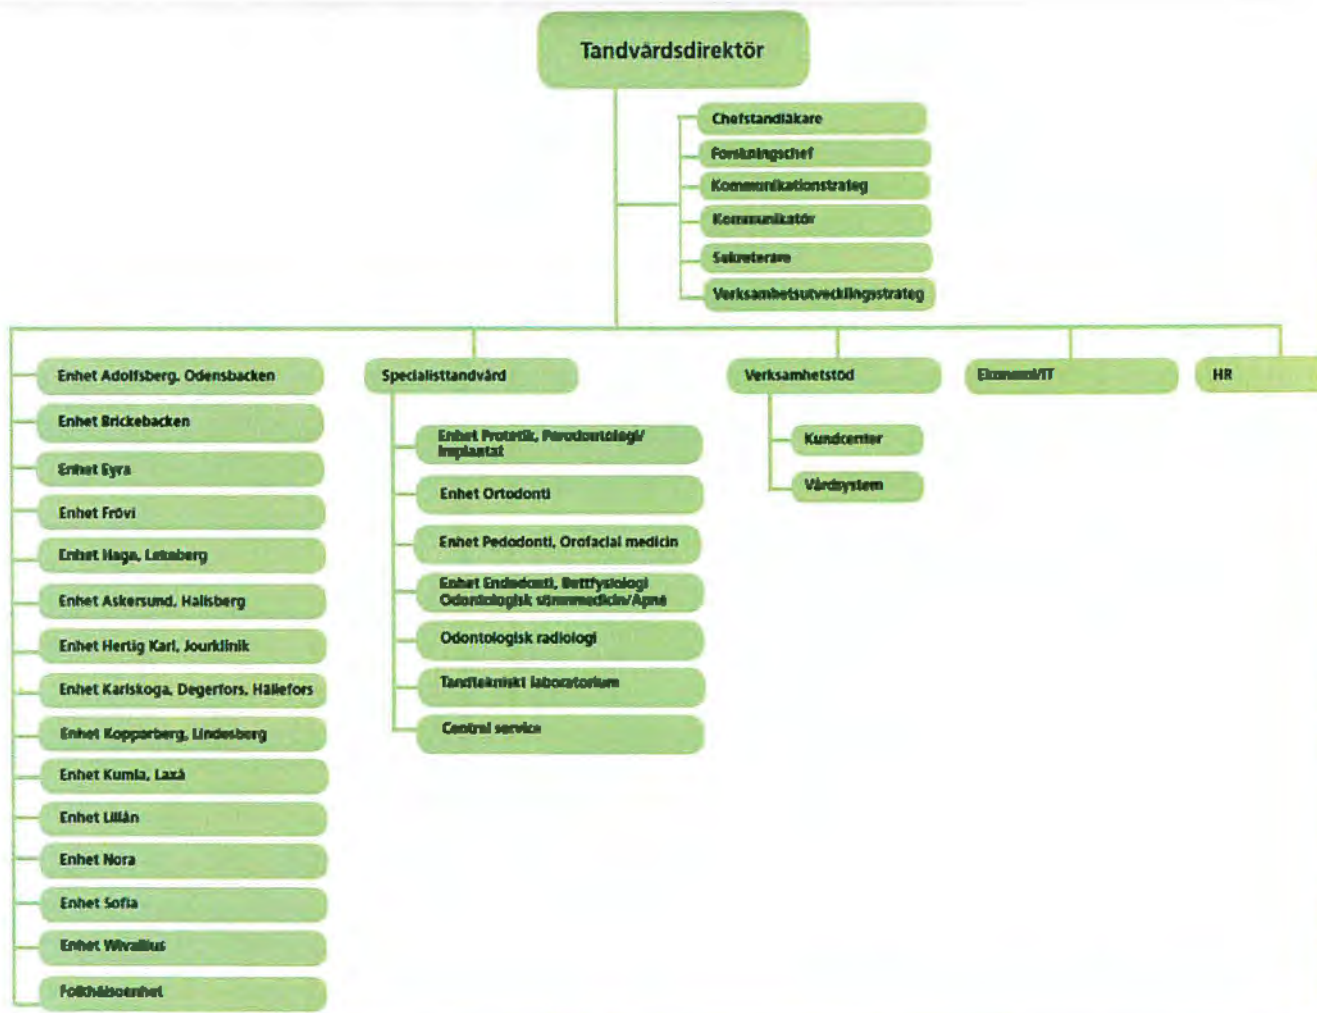 Tandvårdsdirektör
Chefstandläkare
Forskningschef
Kommunikationstrateg
Kommunikatör
Sekreterare
Verksamhetsutvecklingsstrateg
Enhet Adolfsberg, Odensbacken
Enhet Brickebacken
Enhet Eyra
Enhet Frövi
Enhet Haga, Lekeberg
Enhet Askersund, Hallsberg
Enhet Hertig Karl, Jourklinik
Enhet Karlskoga, Degerfors, Hällefors
Enhet Kopparberg, Lindesberg
Enhet Kumla, Laxå
Enhet Lillån
Enhet Nora
Enhet Sofia
Enhet Wivallius
Folkhälsoenhet
Specialisttandvård
Enhet Protetik, Parodontologi/
Implantat
Enhet Ortodonti
Enhet Pedodonti, Orofacial medicin
Enhet Endodonti, Bettfysiologi
Odontologisk sömnmedicin/Apné
Odontologisk radiologi
Tandtekniskt laboratorium
Central service
Verksamhetstöd
Kundcenter
Vårdsystem
Ekonomi/IT
HR